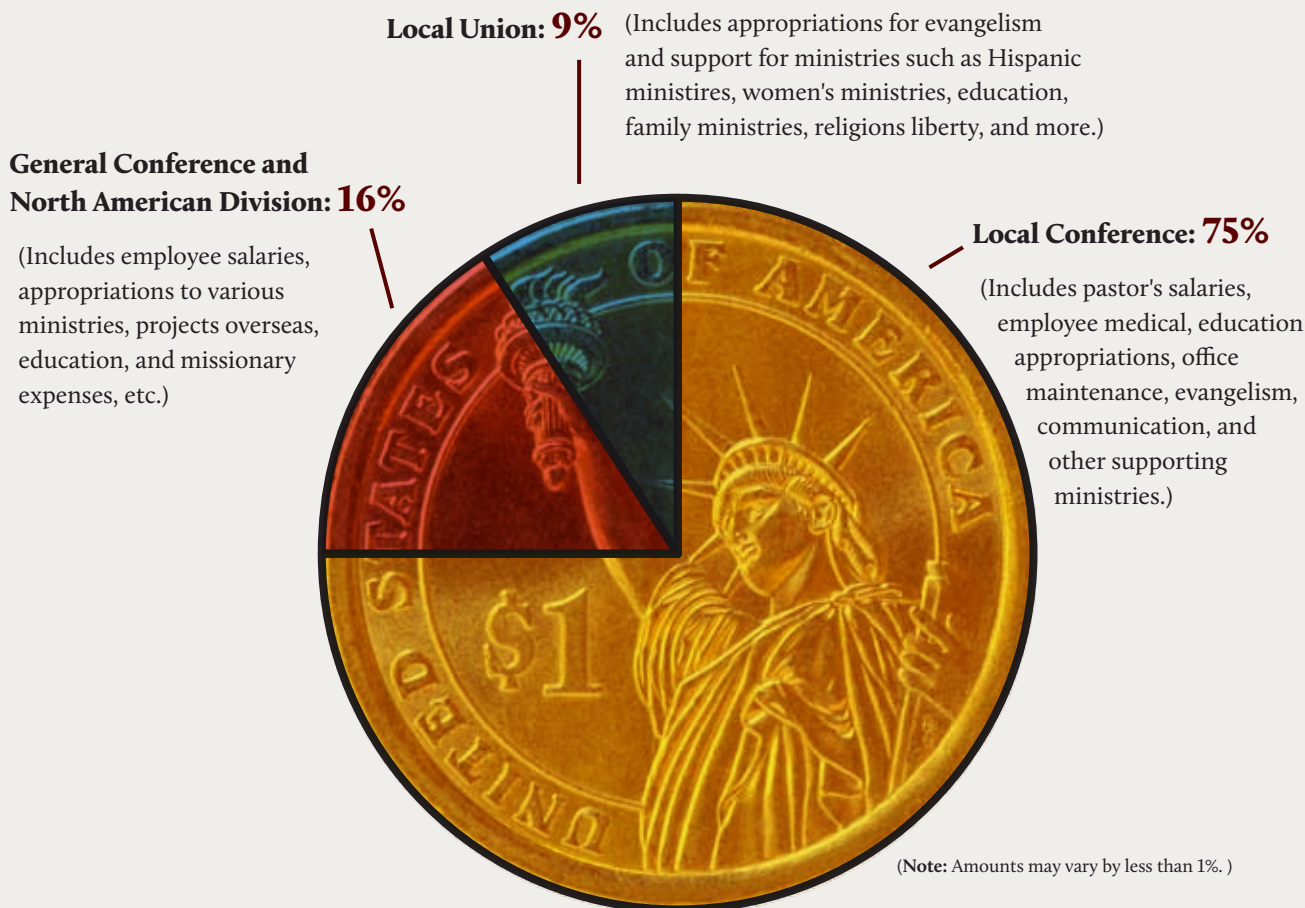 Local Union: 9%
(Includes appropriations for evangelism
and support for ministries such as Hispanic
ministires, women's ministries, education,
family ministries, religions liberty, and more.)
General Conference and
North American Division: 16%
(Includes employee salaries,
appropriations to various
ministries, projects overseas,
education, and missionary
expenses, etc.)
Local Conference: 75%
(Includes pastor's salaries,
employee medical, education
appropriations, office
maintenance, evangelism,
communication, and
other supporting
ministries.)
UNITED STATES OF AMERICA
$1
(Note: Amounts may vary by less than 1%. )